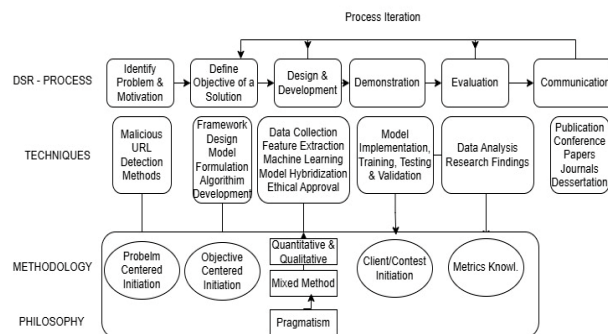 Process Iteration
DSR - PROCESS
Identify
Problem &
Motivation
Define
Objective of a
Solution
Design &
Development
Demonstration
Evaluation
Communication
TECHNIQUES
Malicious
URL
Detection
Methods
Framework
Design
Model
Formulation
Algorithim
Development
Data Collection
Feature Extraction
Machine Learning
Model Hybridization
Ethical Approval
Model
Implementation,
Training, Testing
& Validation
Data Analysis
Research Findings
Publication
Conference
Papers
Journals
Dessertation
METHODOLOGY
Probelm
Centered
Initiation
Objective
Centered
Initiation
Quantitative &
Qualitative
Mixed Method
Client/Contest
Initiation
Metrics Knowl.
PHILOSOPHY
Pragmatism